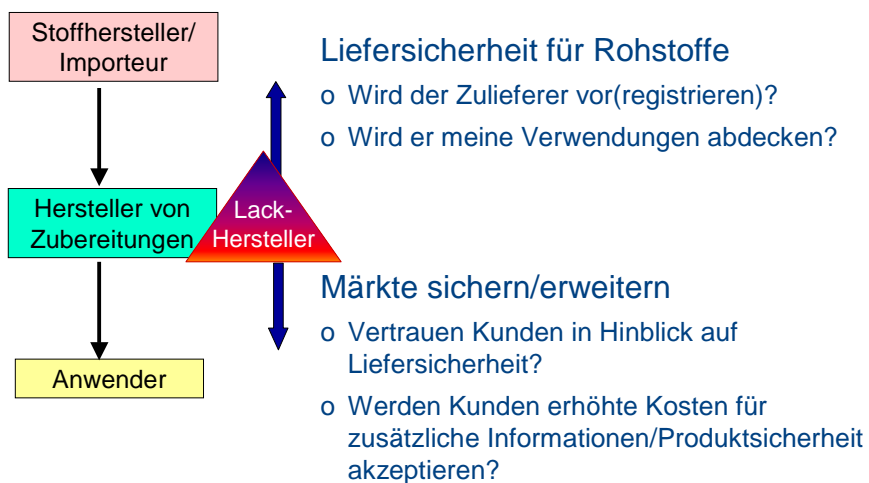 Stoffhersteller/
Importeur
Liefersicherheit für Rohstoffe
o Wird der Zulieferer vor(registrieren)?
o Wird er meine Verwendungen abdecken?
Hersteller von
Zubereitungen
Lack-
Hersteller
Märkte sichern/erweitern
o Vertrauen Kunden in Hinblick auf
Liefersicherheit?
Anwender
o Werden Kunden erhöhte Kosten für
zusätzliche Informationen/Produktsicherheit
akzeptieren?